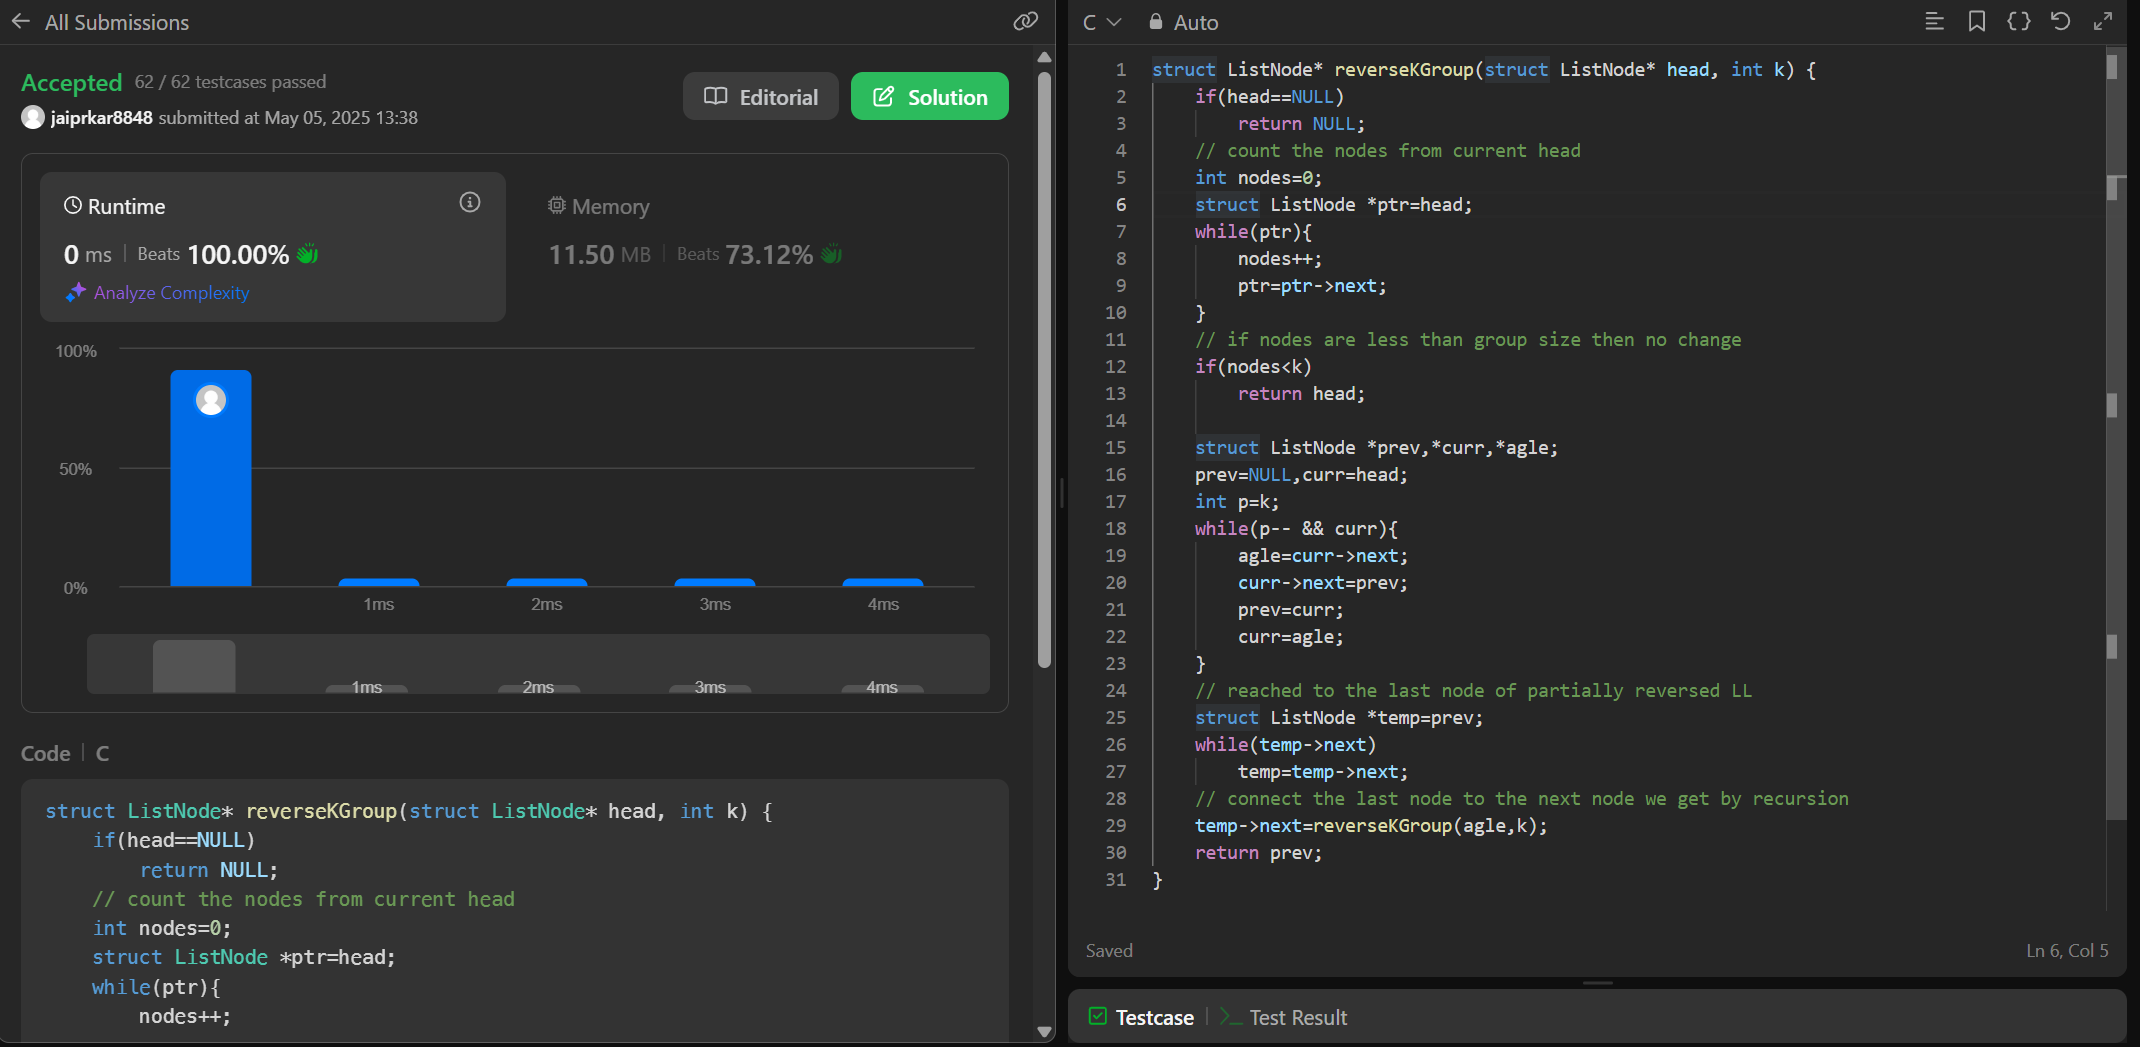 All Submissions
Accepted 62 / 62 testcases passed
jaiprkar8848 submitted at May 05, 2025 13:38
Editorial
Solution
Runtime
0 ms | Beats 100.00%
Analyze Complexity
Memory
11.50 MB | Beats 73.12%
100%
50%
0%
1ms 2ms 3ms 4ms
1ms 2ms 3ms 4ms
Code | C
struct ListNode* reverseKGroup(struct ListNode* head, int k) {
    if(head==NULL)
        return NULL;
    // count the nodes from current head
    int nodes=0;
    struct ListNode *ptr=head;
    while(ptr){
        nodes++;
C Auto
1 struct ListNode* reverseKGroup(struct ListNode* head, int k) {
2     if(head==NULL)
3         return NULL;
4     // count the nodes from current head
5     int nodes=0;
6     struct ListNode *ptr=head;
7     while(ptr){
8         nodes++;
9         ptr=ptr->next;
10     }
11     // if nodes are less than group size then no change
12     if(nodes<k)
13         return head;
14
15     struct ListNode *prev,*curr,*agle;
16     prev=NULL,curr=head;
17     int p=k;
18     while(p-- && curr){
19         agle=curr->next;
20         curr->next=prev;
21         prev=curr;
22         curr=agle;
23     }
24     // reached to the last node of partially reversed LL
25     struct ListNode *temp=prev;
26     while(temp->next)
27         temp=temp->next;
28     // connect the last node to the next node we get by recursion
29     temp->next=reverseKGroup(agle,k);
30     return prev;
31 }
Saved
Ln 6, Col 5
Testcase | Test Result